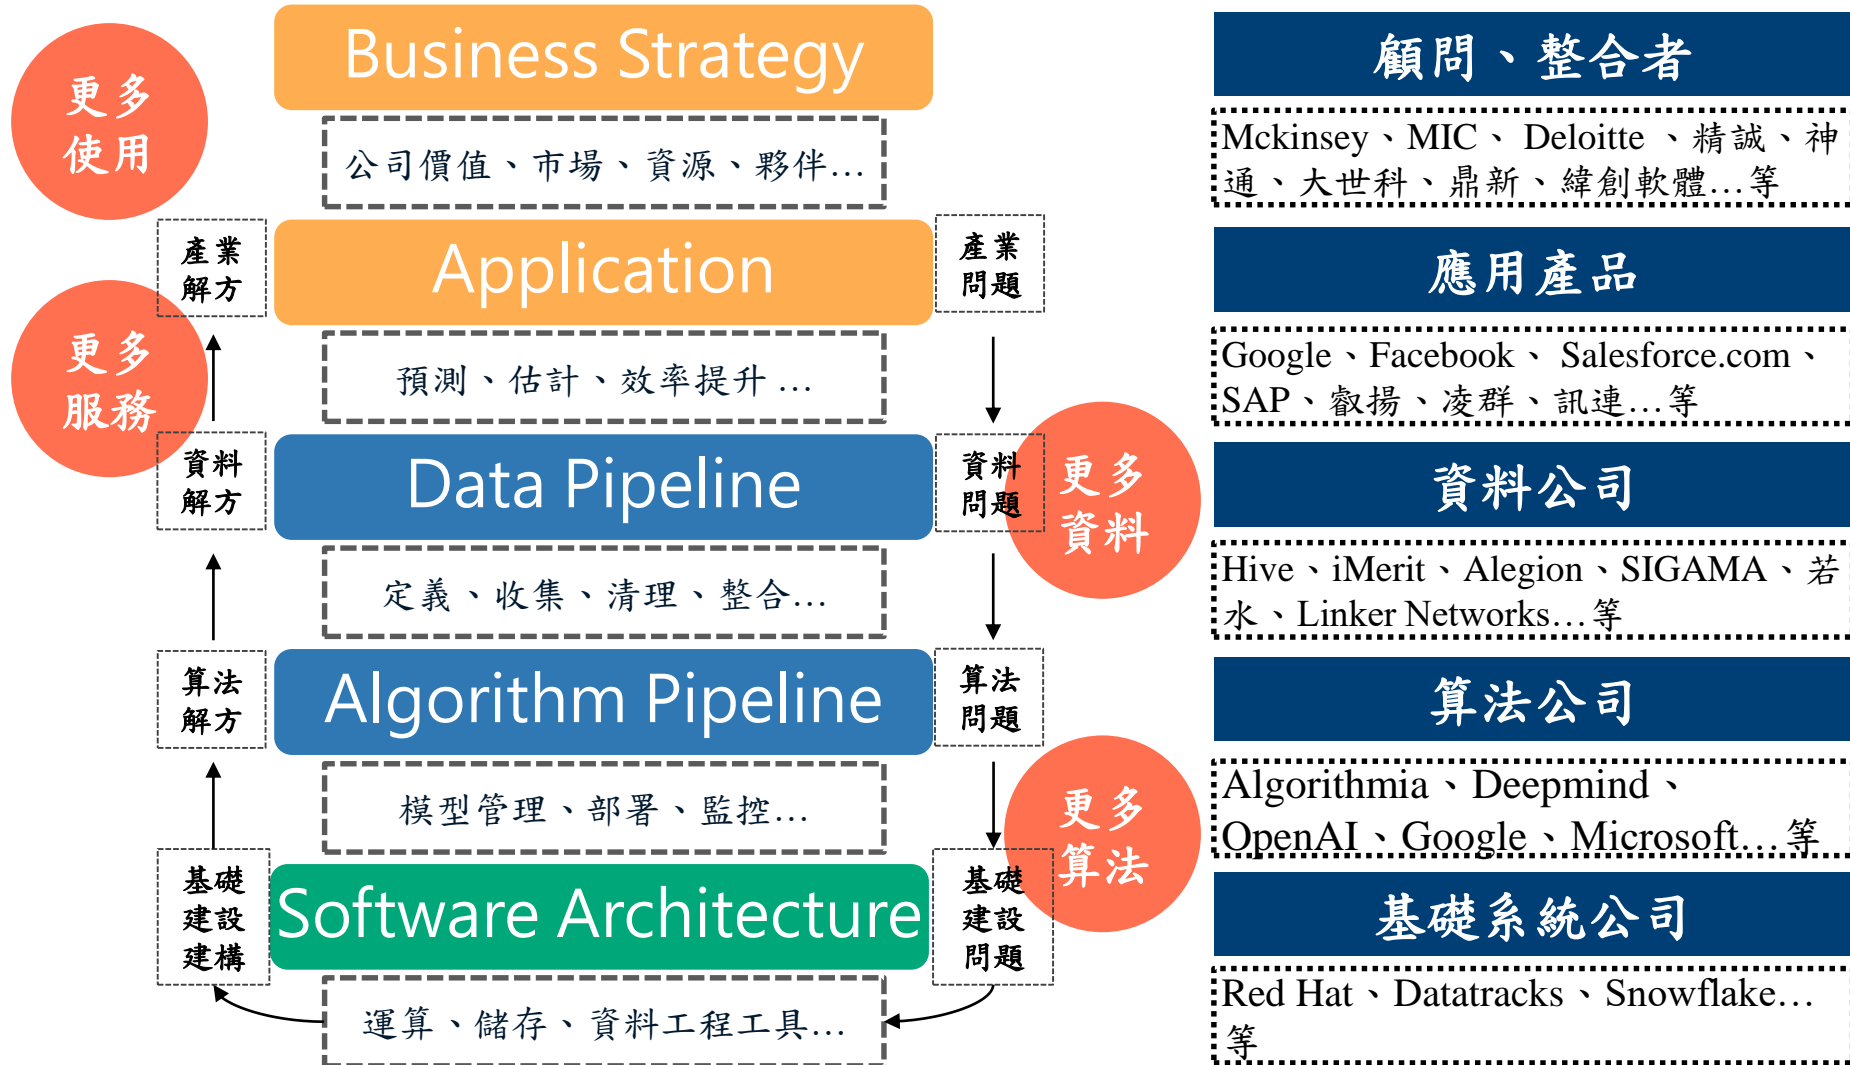 更多
使用
Business Strategy
公司價值、市場、資源、夥伴…
產業
解方
Application
產業
問題
更多
服務
預測、估計、效率提升 …
資料
解方
Data Pipeline
資料
問題
更多
資料
定義、收集、清理、整合…
算法
解方
Algorithm Pipeline
算法
問題
模型管理、部署、監控…
更多
算法
基礎
建設
建構
Software Architecture
基礎
建設
問題
運算、儲存、資料工程工具…
顧問、整合者
Mckinsey、MIC、 Deloitte 、精誠、神
通、大世科、鼎新、緯創軟體…等
應用產品
Google、Facebook、 Salesforce.com、
SAP、叡揚、凌群、訊連…等
資料公司
Hive、iMerit、Alegion、SIGAMA、若
水、Linker Networks…等
算法公司
Algorithmia、Deepmind、
OpenAI、Google、Microsoft…等
基礎系統公司
Red Hat、Datatracks、Snowflake…
等